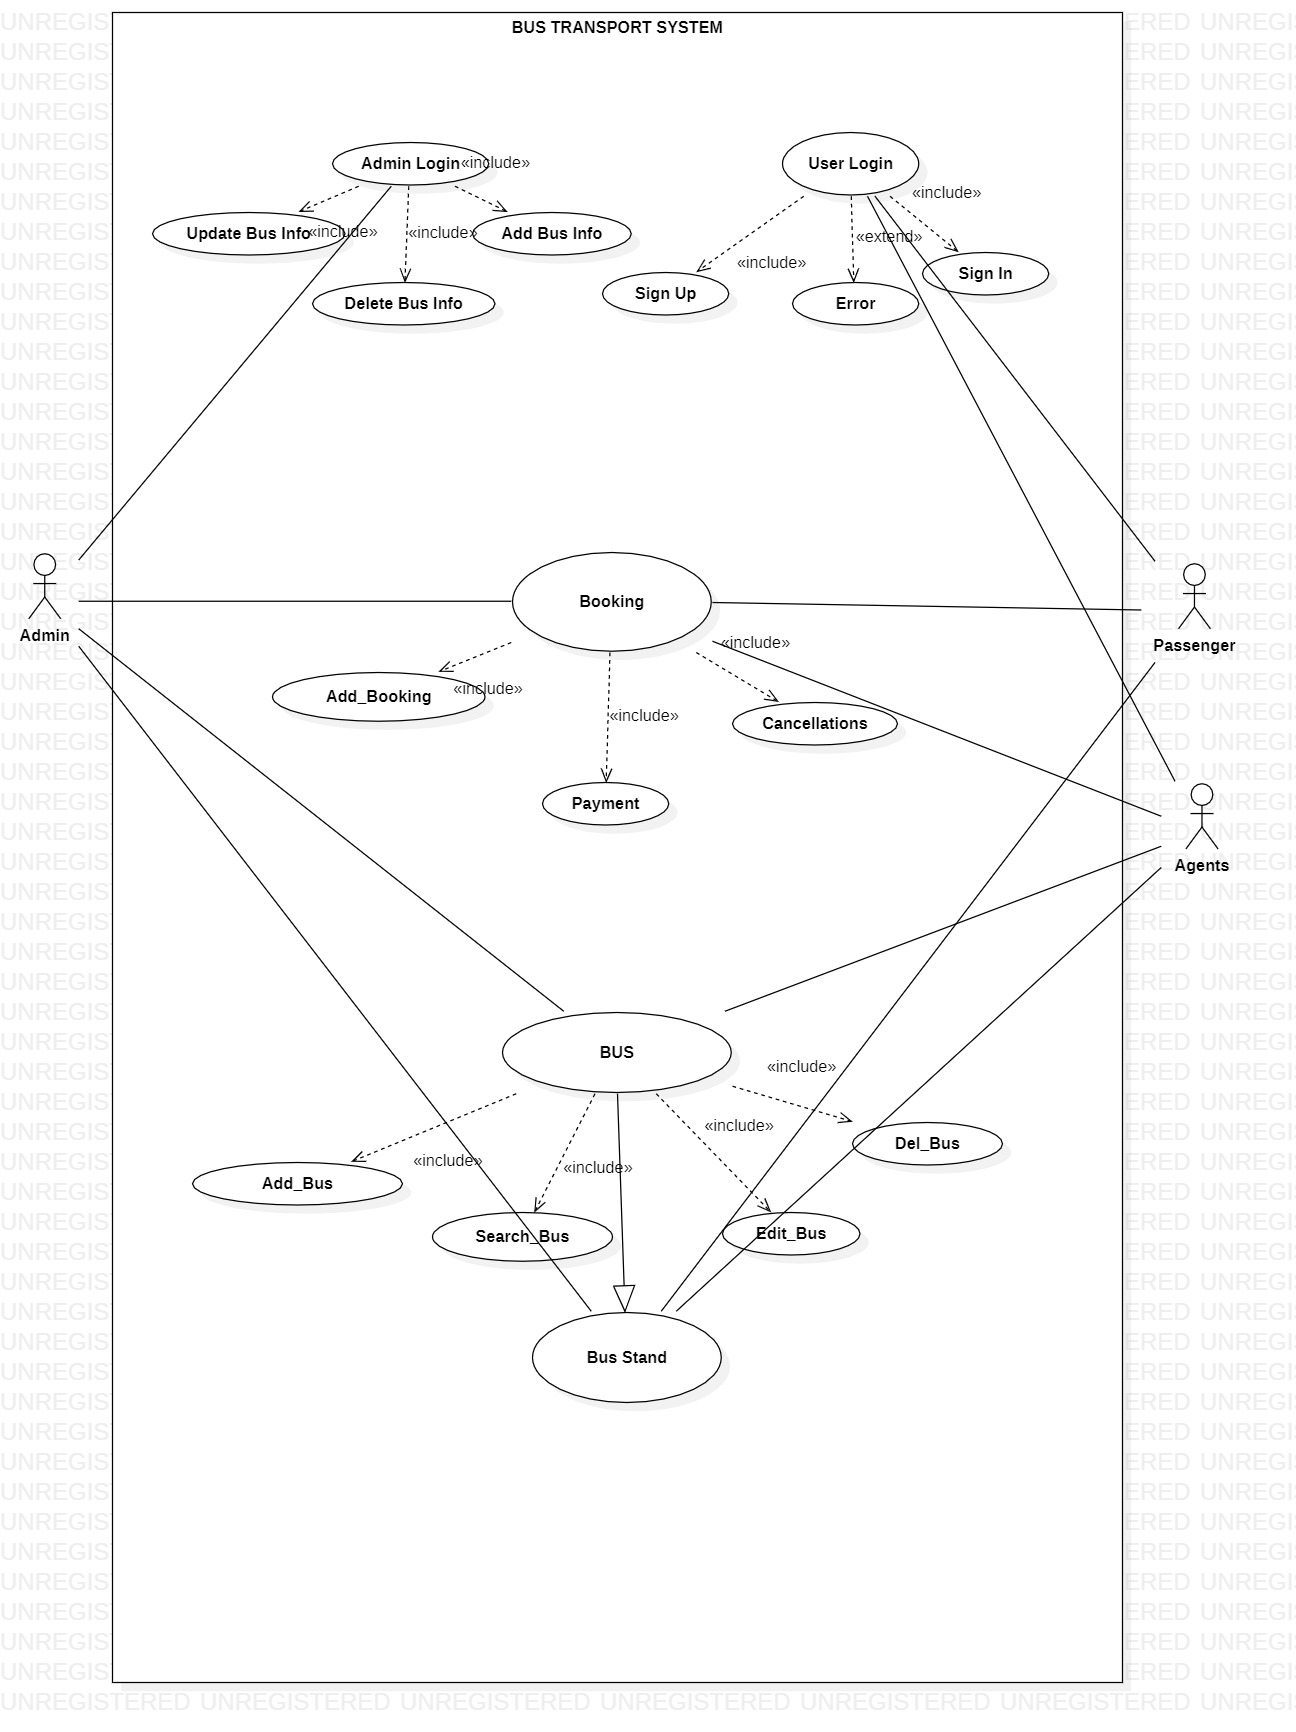 BUS TRANSPORT SYSTEM
Admin Login
«include»
User Login
«include»
Update Bus Info
«include»
«include»
Add Bus Info
«extend»
«include»
Sign In
Sign Up
Delete Bus Info
Error
Booking
Admin
Passenger
«include»
Add_Booking
«include»
«include»
Cancellations
Payment
Agents
BUS
«include»
«include»
Del_Bus
«include»
«include»
Add_Bus
Search_Bus
Edit_Bus
Bus Stand
UNREGISTERED UNREGISTERED UNREGISTERED UNREGISTERED UNREGISTERED UNREGISTERED UNREGIS